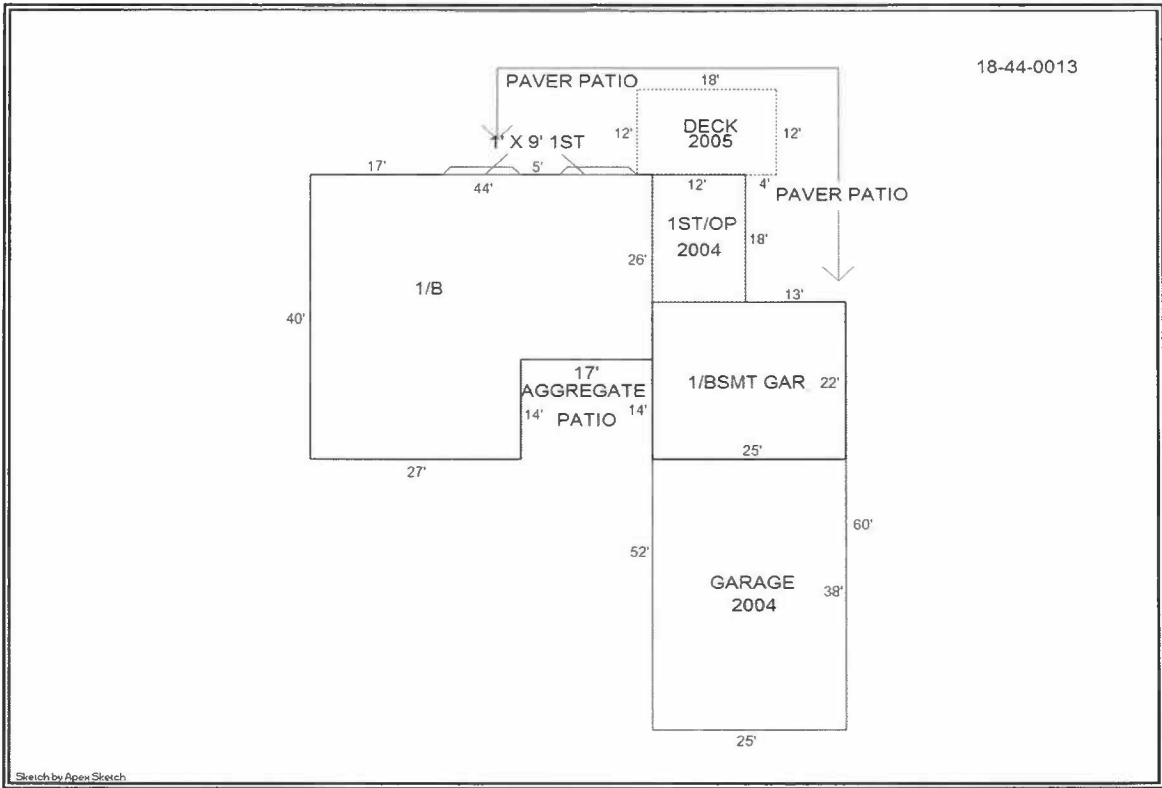 18-44-0013
PAVER PATIO
18'
12'
DECK
2005
12'
1' X 9' 1ST
17'
5'
44'
12'
4'
PAVER PATIO
1ST/OP
2004
18'
26'
1/B
40'
13'
17'
AGGREGATE
PATIO
14'
14'
1/BSMT GAR
22'
27'
25'
52'
60'
GARAGE
2004
38'
25'
Sketch by Apex Sketch